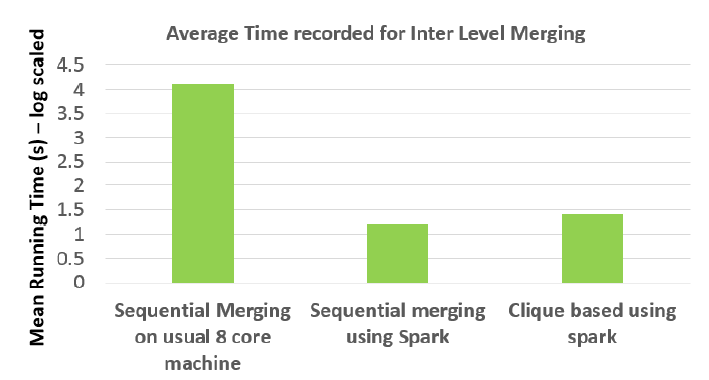 Average Time recorded for Inter Level Merging
Mean Running Time (s) – log scaled
4.5
4
3.5
3
2.5
2
1.5
1
0.5
0
Sequential Merging
on usual 8 core
machine
Sequential merging
using Spark
Clique based using
spark